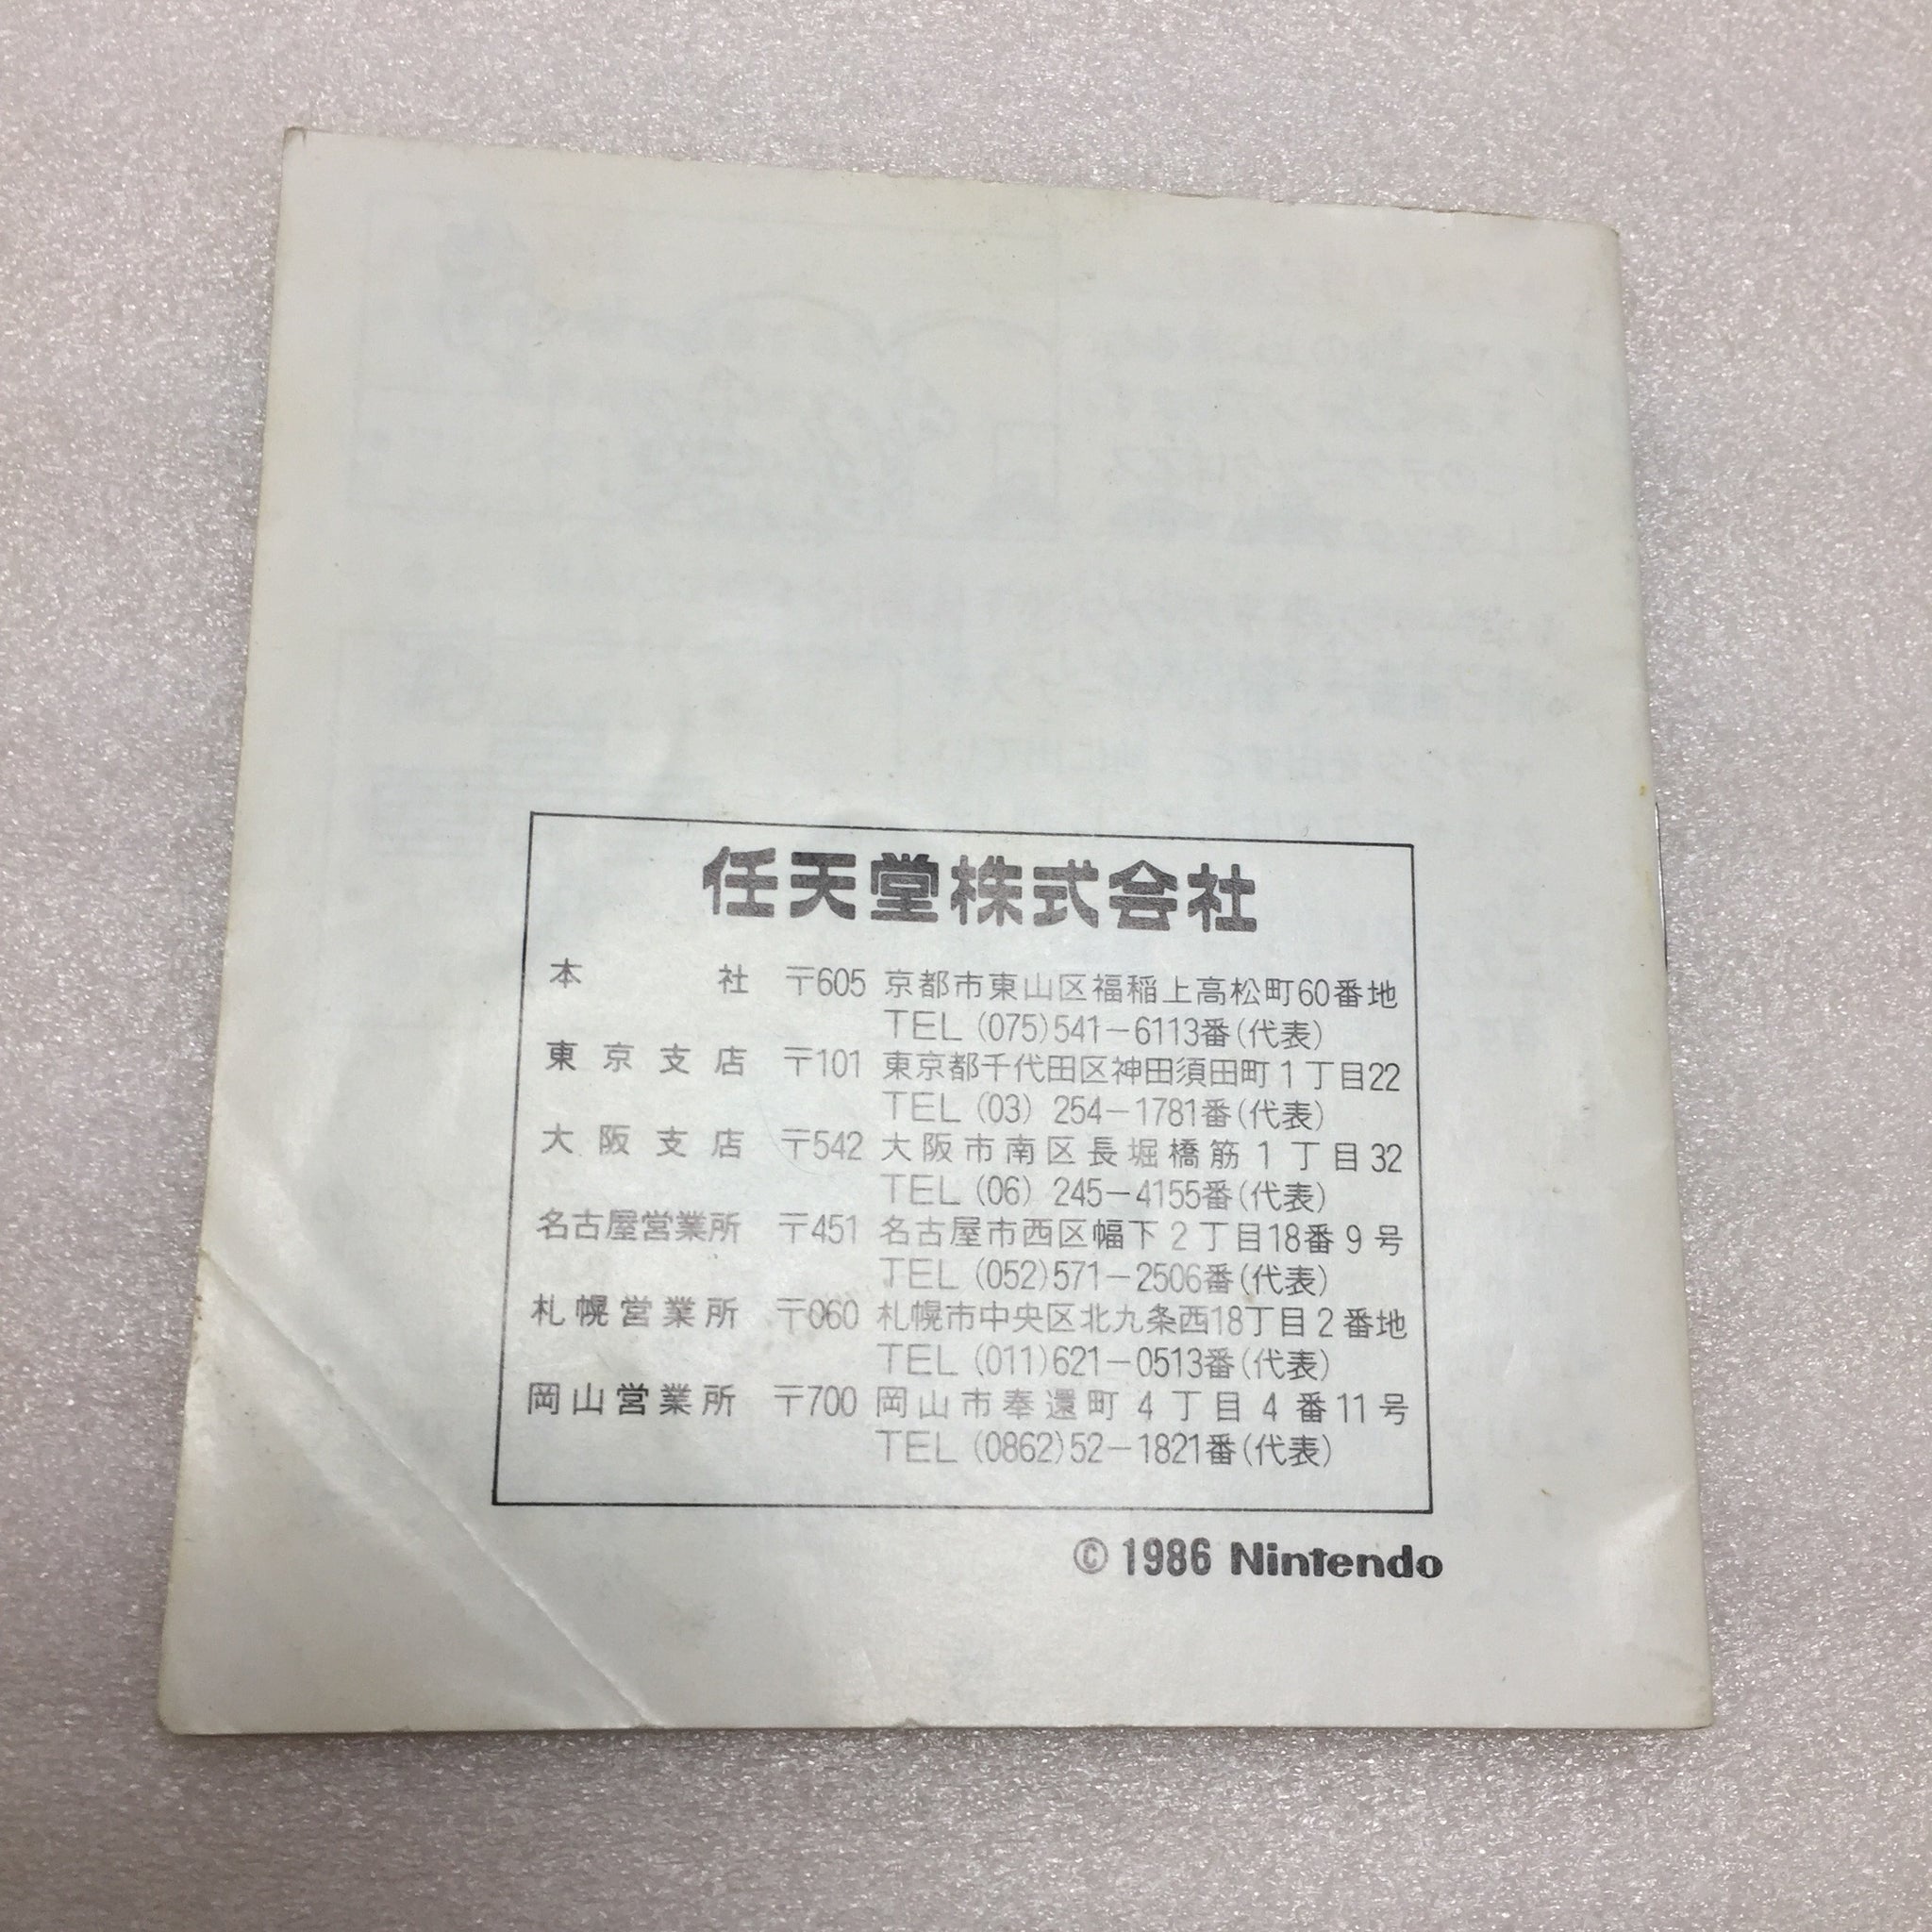 任天堂株式会社
本社 〒605 京都市東山区福稲上高松町60番地
TEL (075)541-6113番(代表)
東京支店 〒101 東京都千代田区神田須田町1丁目22
TEL (03) 254-1781番(代表)
大阪支店 〒542 大阪市南区長堀橋筋1丁目32
TEL (06) 245-4155番(代表)
名古屋営業所 〒451 名古屋市西区幅下2丁目18番9号
TEL (052)571-2506番(代表)
札幌営業所 〒060 札幌市中央区北九条西18丁目2番地
TEL (011)621-0513番(代表)
岡山営業所 〒700 岡山市奉還町4丁目4番11号
TEL (0862)52-1821番(代表)
© 1986 Nintendo